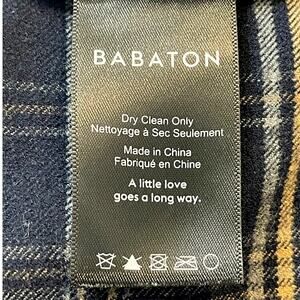 BABATON
Dry Clean Only
Nettoyage à Sec Seulement
Made in China
Fabriqué en Chine
A little love
goes a long way.